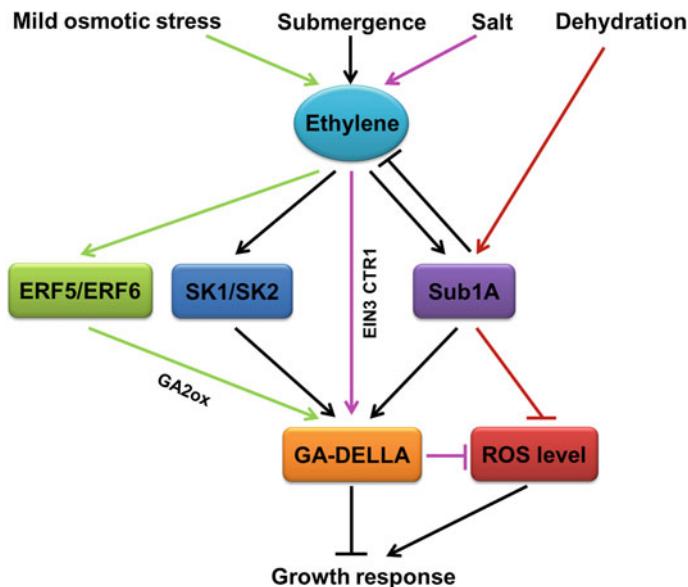 Mild osmotic stress
Submergence
Salt
Dehydration
Ethylene
ERF5/ERF6
SK1/SK2
EIN3 CTR1
Sub1A
GA2ox
GA-DELLA
ROS level
Growth response